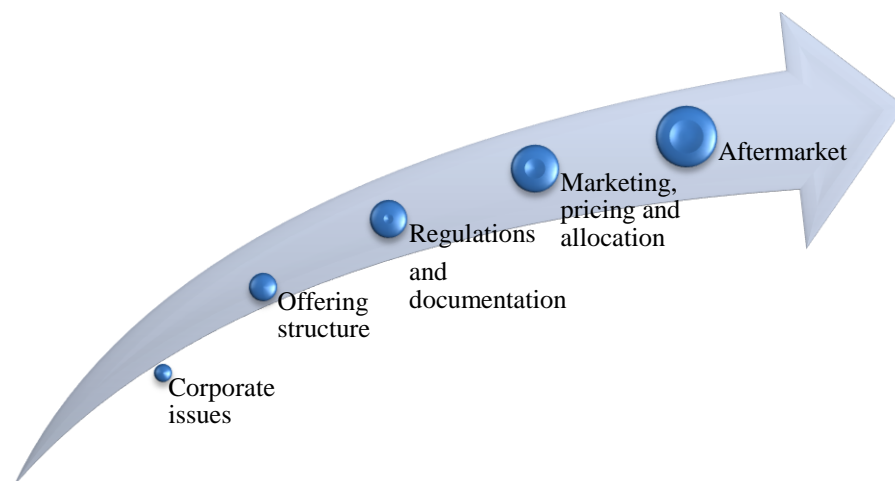 Corporate
issues
Offering
structure
Regulations
and
documentation
Marketing,
pricing and
allocation
Aftermarket